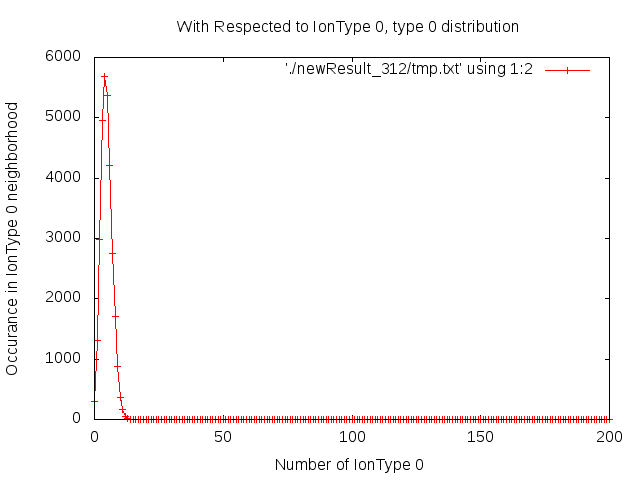 With Respected to IonType 0, type 0 distribution
'./newResult_312/tmp.txt' using 1:2
Occurance in IonType 0 neighborhood
6000
5000
4000
3000
2000
1000
0
0 50 100 150 200
Number of IonType 0